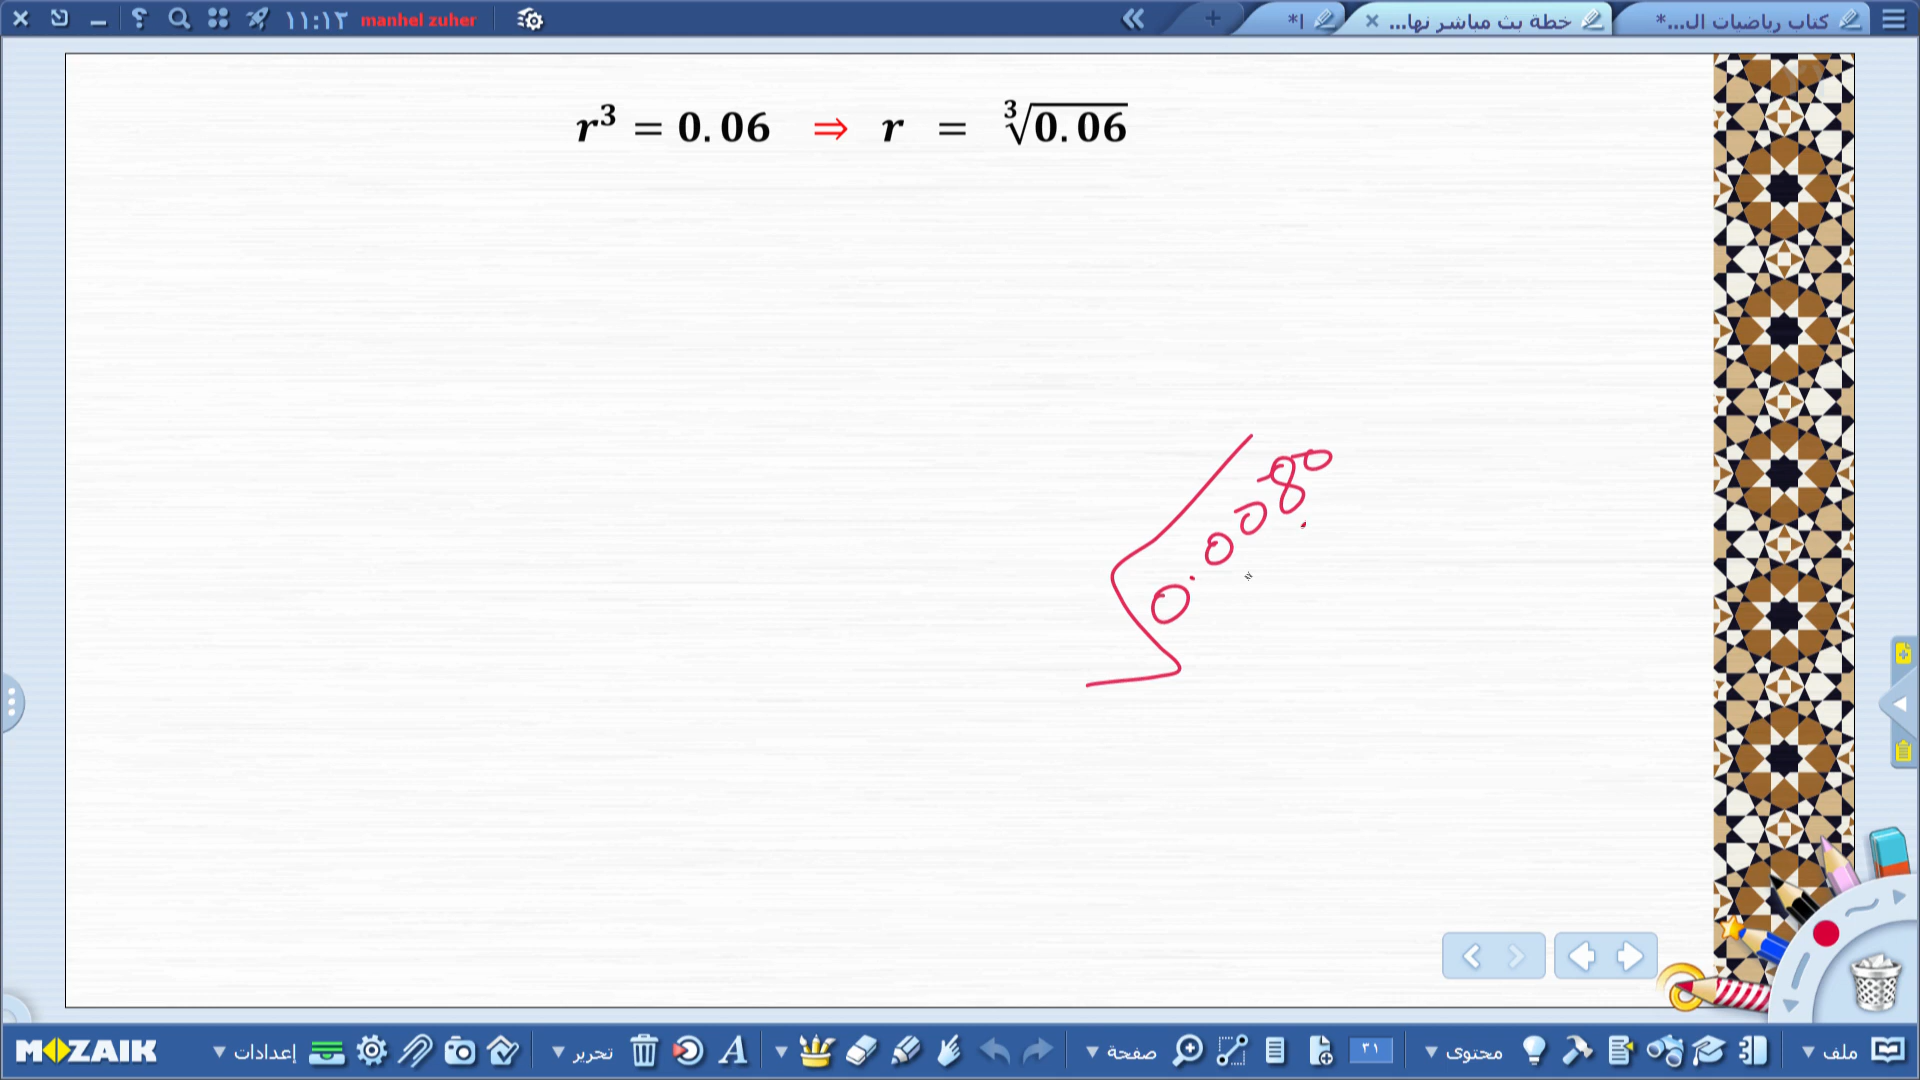 ١١:١٢ manhel zuher
ا*
خطة بث مباشر نها...
كتاب رياضيات ال...*
r³ = 0.06 ⇒ r = ∛0.06
√0.0080
MOZAIK
إعدادات
تحرير
A
صفحة
٣١
محتوى
ملف